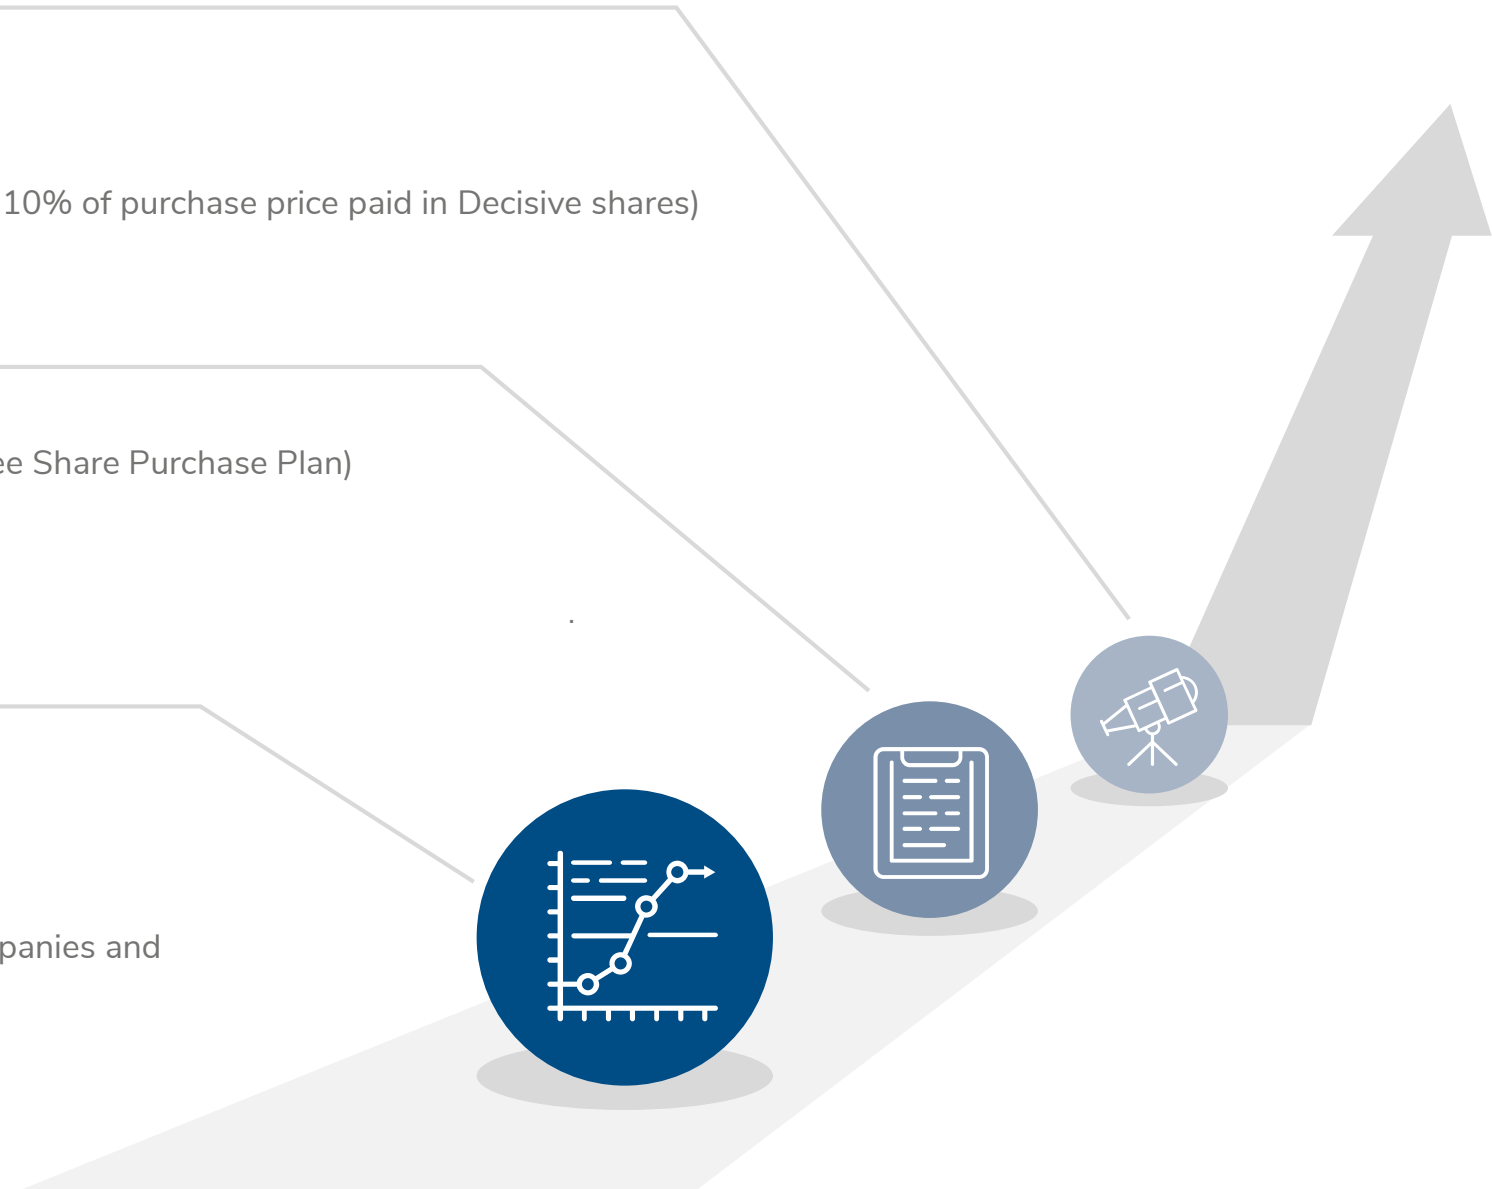 10% of purchase price paid in Decisive shares)
ee Share Purchase Plan)
.
panies and